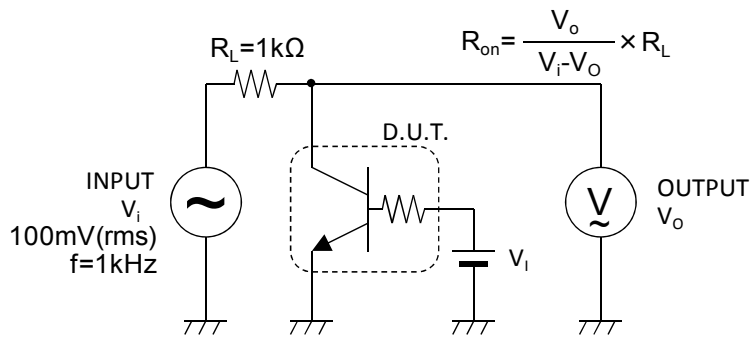 R_L=1kΩ
R_on= V_o / V_i-V_O × R_L
D.U.T.
INPUT
V_i
100mV(rms)
f=1kHz
V_I
V
~
OUTPUT
V_O